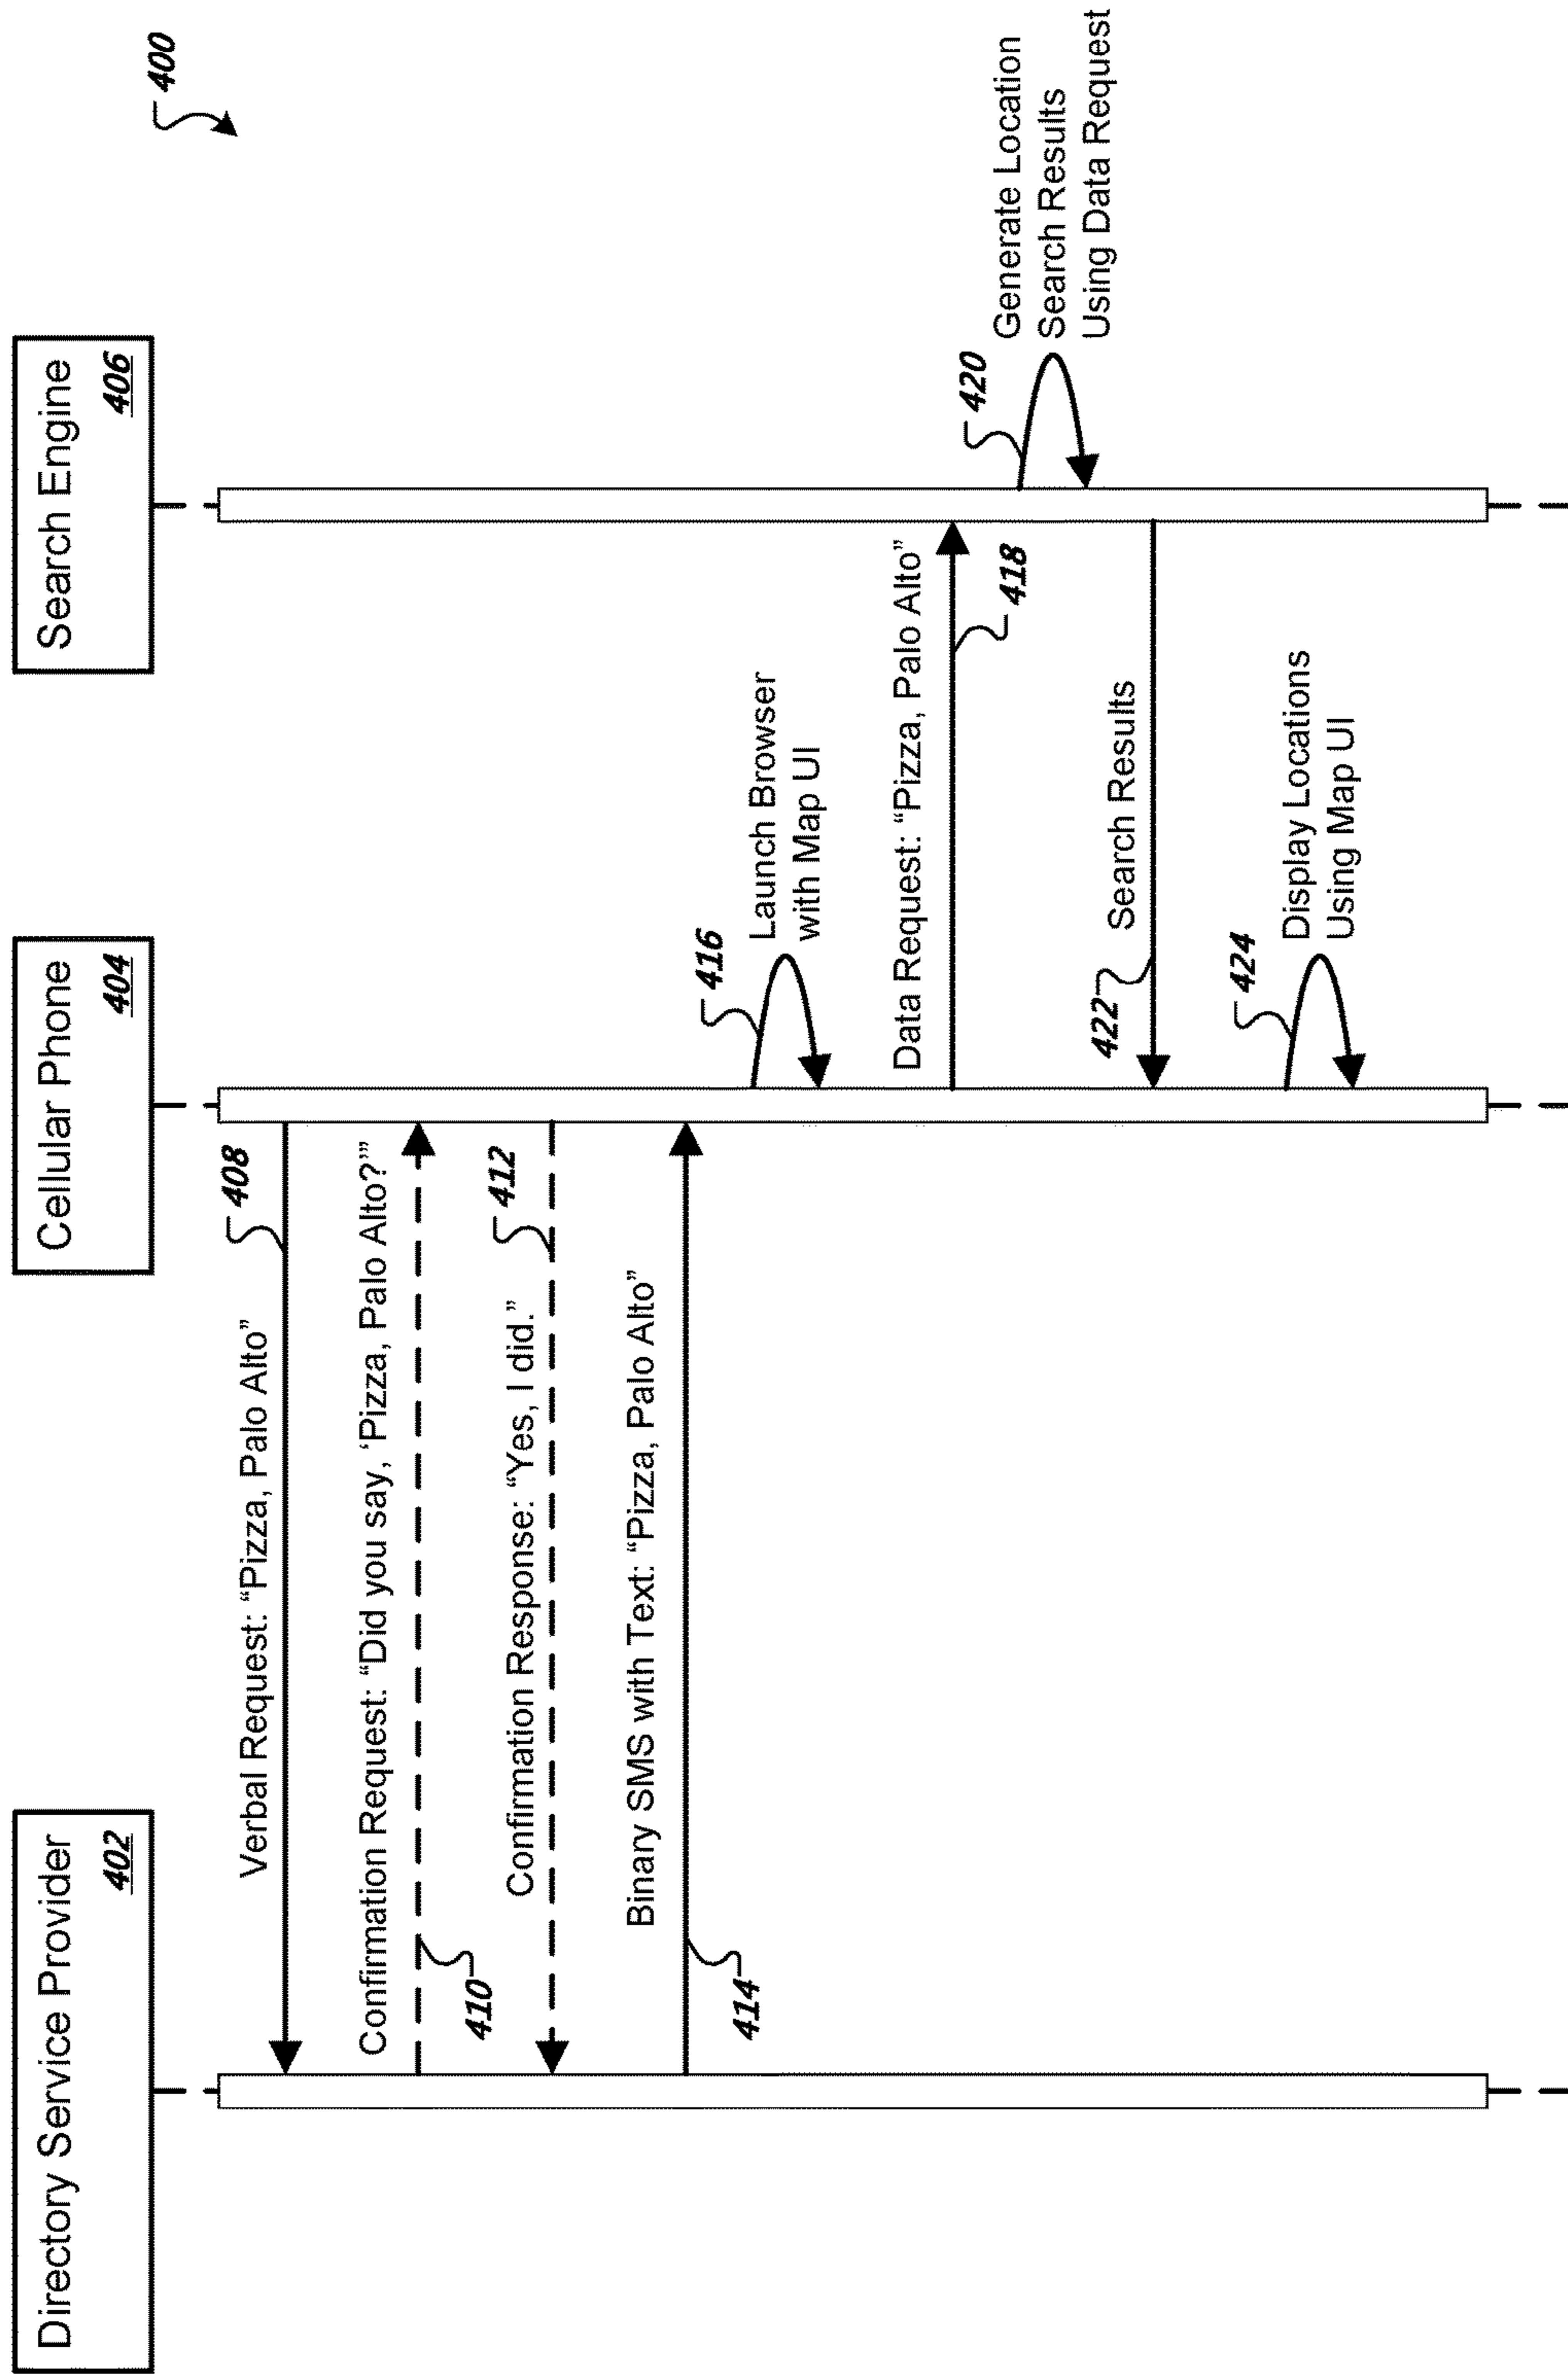 400
Directory Service Provider
402
Cellular Phone
404
Search Engine
406
Verbal Request: “Pizza, Palo Alto”
408
Confirmation Request: “Did you say, ‘Pizza, Palo Alto?’”
410
Confirmation Response: “Yes, I did.”
412
Binary SMS with Text: “Pizza, Palo Alto”
414
416
Launch Browser
with Map UI
Data Request: “Pizza, Palo Alto”
418
420
Generate Location
Search Results
Using Data Request
422
Search Results
424
Display Locations
Using Map UI